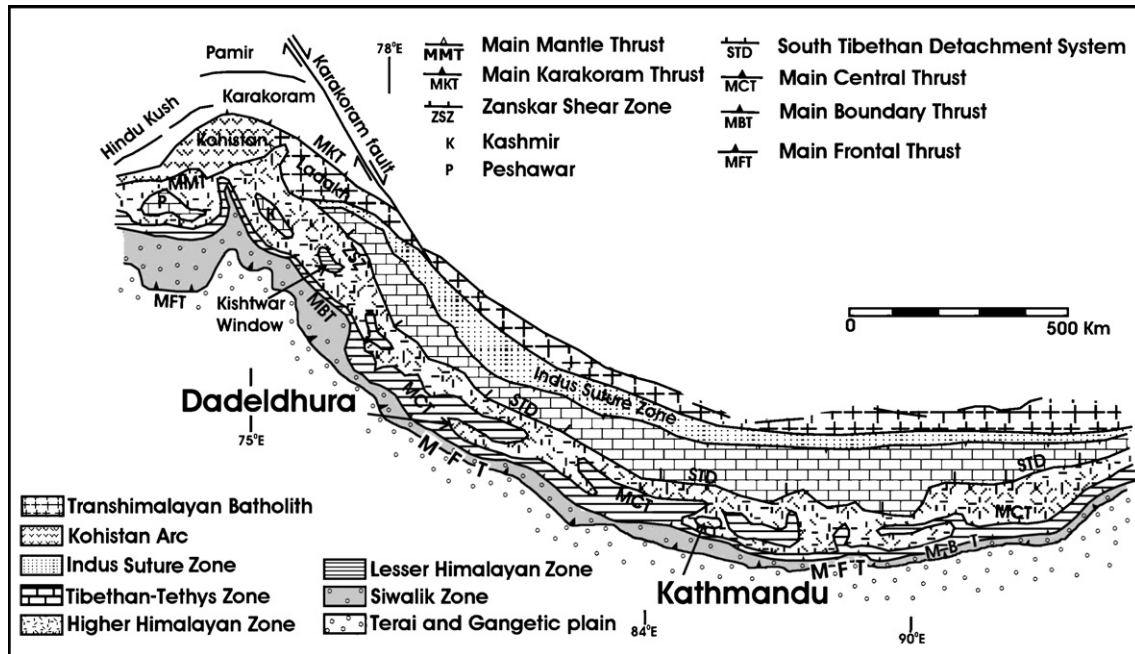 Pamir
Hindu Kush
Karakoram
Karakoram fault
78°E
MMT Main Mantle Thrust
MKT Main Karakoram Thrust
ZSZ Zanskar Shear Zone
K Kashmir
P Peshawar
STD South Tibethan Detachment System
MCT Main Central Thrust
MBT Main Boundary Thrust
MFT Main Frontal Thrust
Kohistan
MKT
Ladakh
MMT
P
K
ZSZ
MFT
Kishtwar
Window
MBT
0 500 Km
Dadeldhura
75°E
MCT
STD
Indus Suture Zone
M-F-T
STD
STD
MCT
MCT
M-B-T
M-F-T
Kathmandu
84°E
90°E
Transhimalayan Batholith
Kohistan Arc
Indus Suture Zone
Tibethan-Tethys Zone
Higher Himalayan Zone
Lesser Himalayan Zone
Siwalik Zone
Terai and Gangetic plain